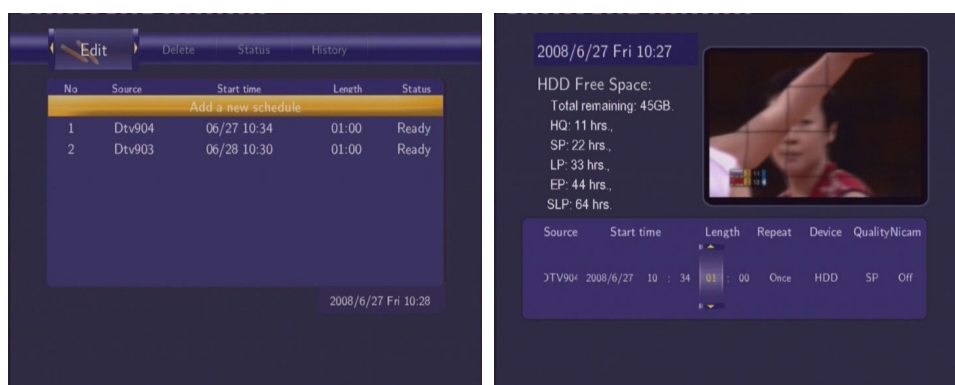 Edit Delete Status History
No Source Start time Length Status
Add a new schedule
1 Dtv904 06/27 10:34 01:00 Ready
2 Dtv903 06/28 10:30 01:00 Ready
2008/6/27 Fri 10:28
2008/6/27 Fri 10:27
HDD Free Space:
Total remaining: 45GB.
HQ: 11 hrs.,
SP: 22 hrs.,
LP: 33 hrs.,
EP: 44 hrs.,
SLP: 64 hrs.
Source Start time Length Repeat Device Quality Nicam
DTV904 2008/6/27 10 : 34 01 : 00 Once HDD SP Off